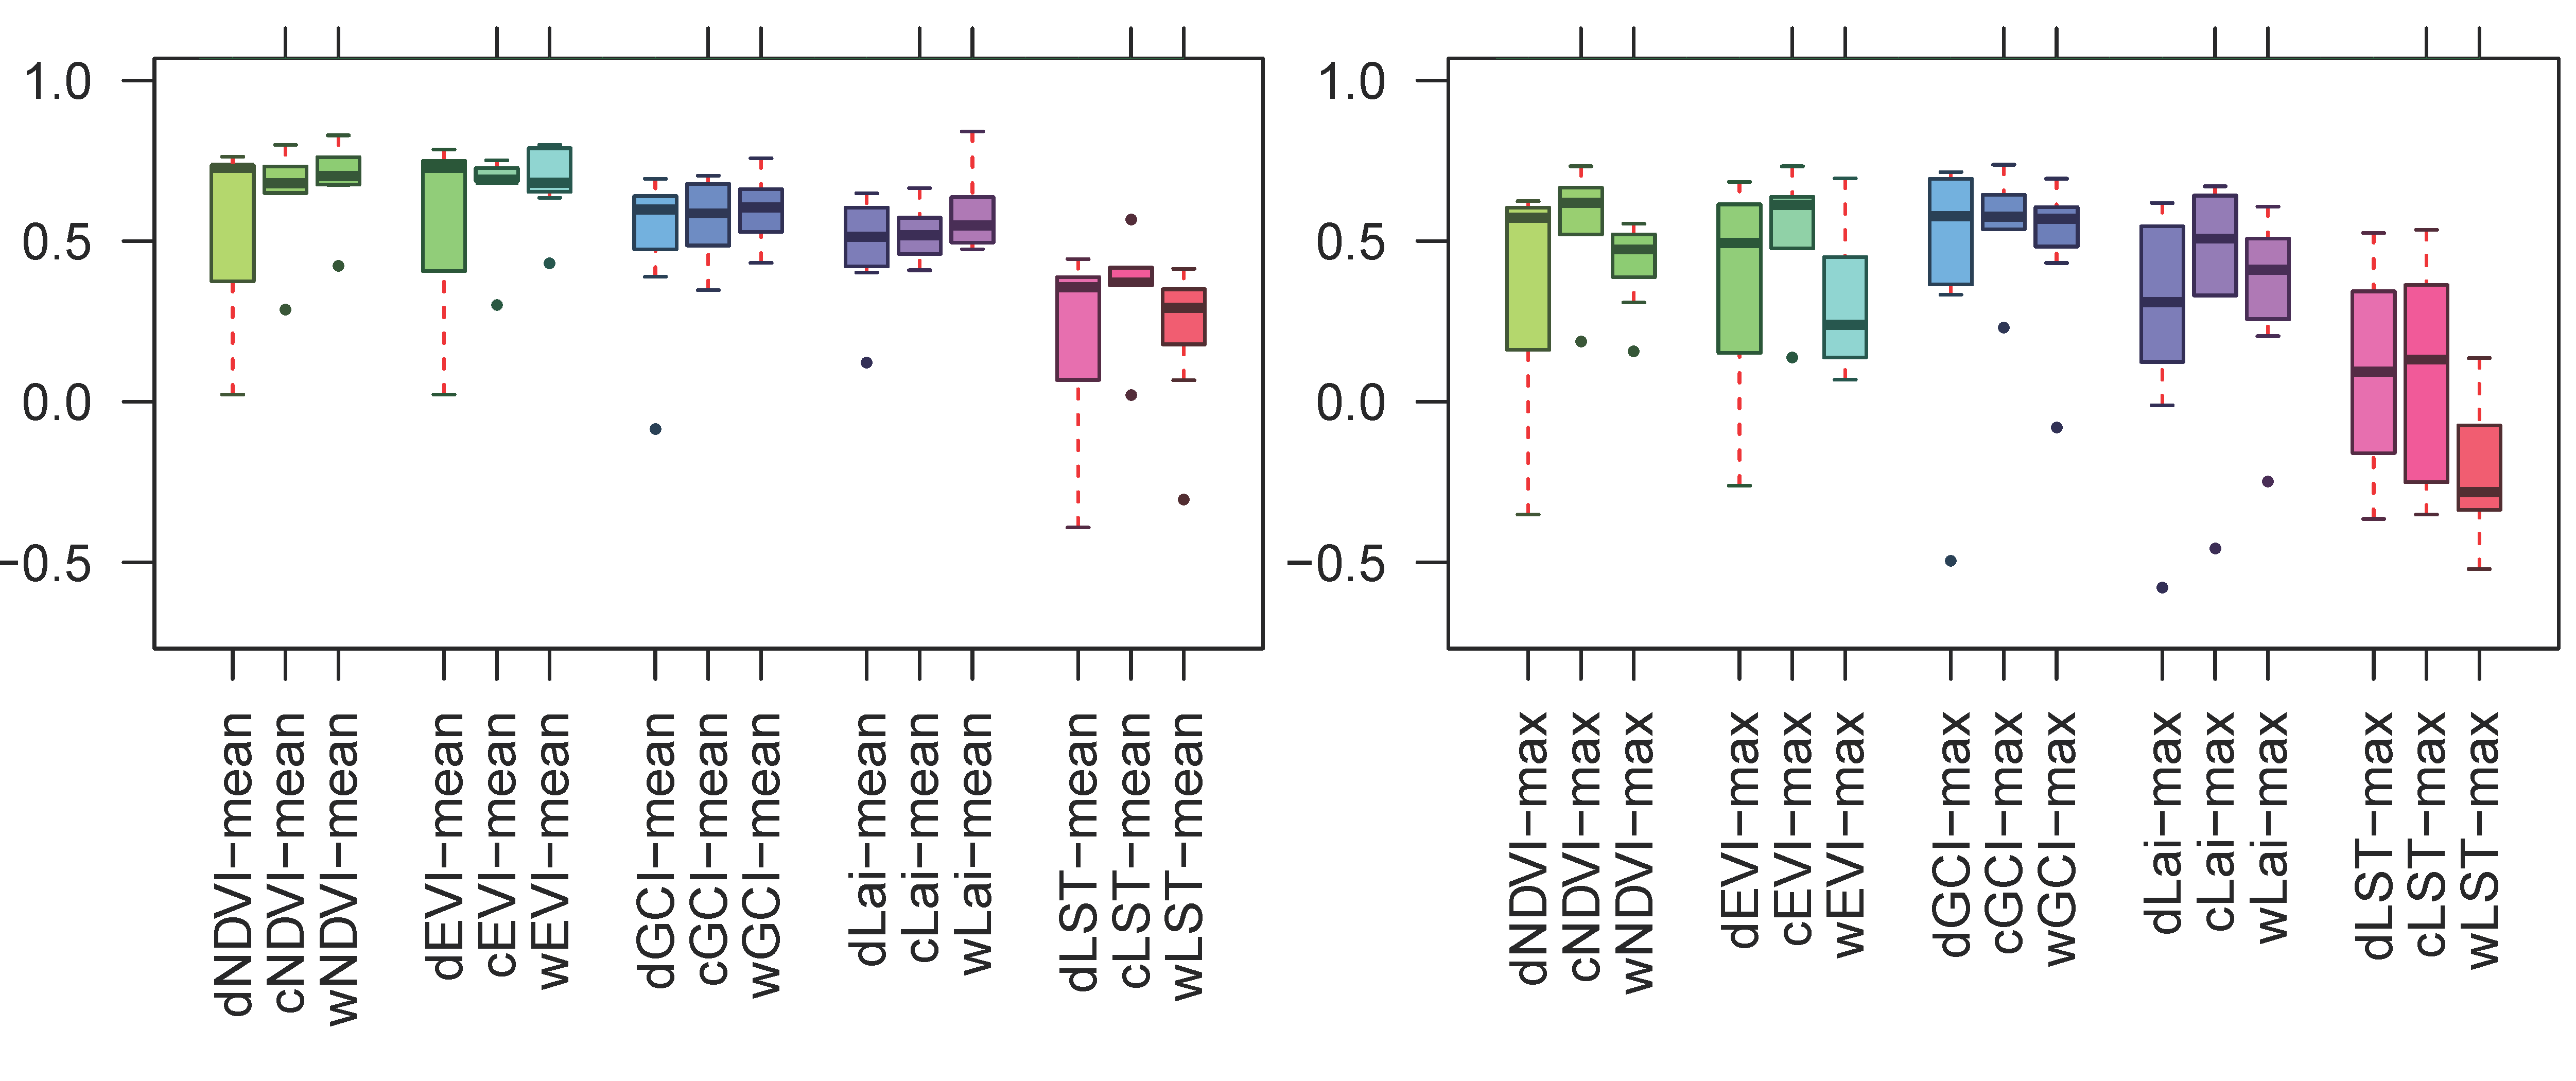 1.0
0.5
0.0
−0.5
dNDVI−mean
cNDVI−mean
wNDVI−mean
dEVI−mean
cEVI−mean
wEVI−mean
dGCI−mean
cGCI−mean
wGCI−mean
dLai−mean
cLai−mean
wLai−mean
dLST−mean
cLST−mean
wLST−mean
1.0
0.5
0.0
−0.5
dNDVI−max
cNDVI−max
wNDVI−max
dEVI−max
cEVI−max
wEVI−max
dGCI−max
cGCI−max
wGCI−max
dLai−max
cLai−max
wLai−max
dLST−max
cLST−max
wLST−max